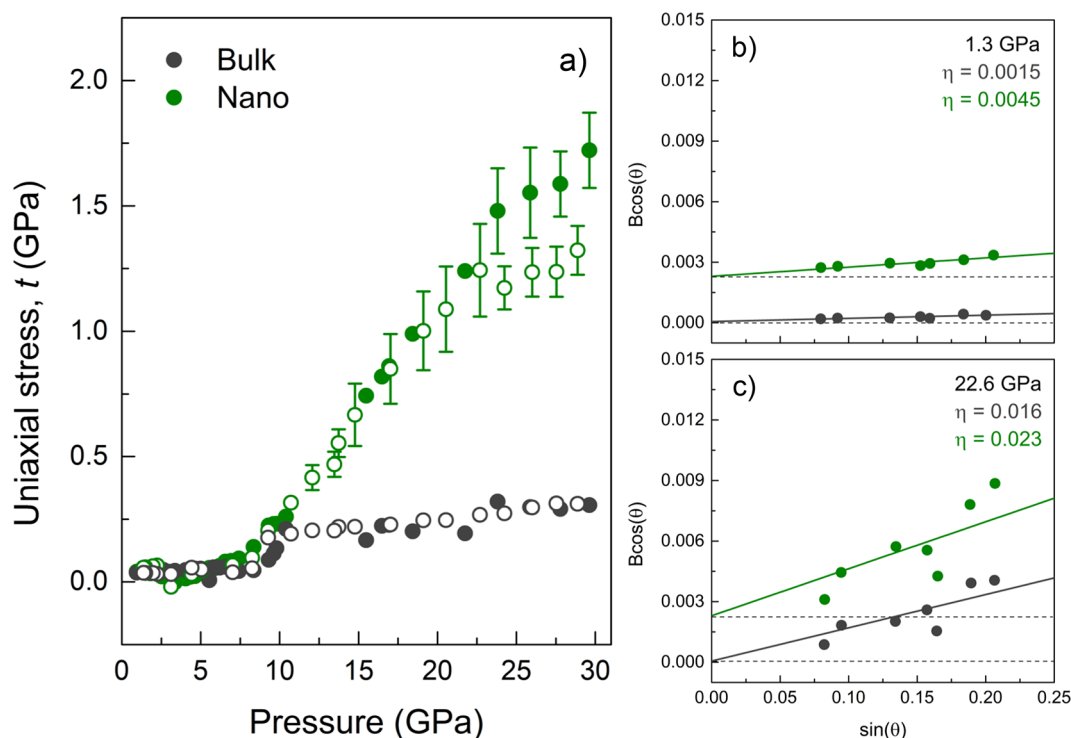 a)
Bulk
Nano
Uniaxial stress, t (GPa)
2.0
1.5
1.0
0.5
0.0
0 5 10 15 20 25 30
Pressure (GPa)
b)
1.3 GPa
η = 0.0015
η = 0.0045
Bcos(θ)
0.015
0.012
0.009
0.006
0.003
0.000
c)
22.6 GPa
η = 0.016
η = 0.023
Bcos(θ)
0.015
0.012
0.009
0.006
0.003
0.000
0.00 0.05 0.10 0.15 0.20 0.25
sin(θ)